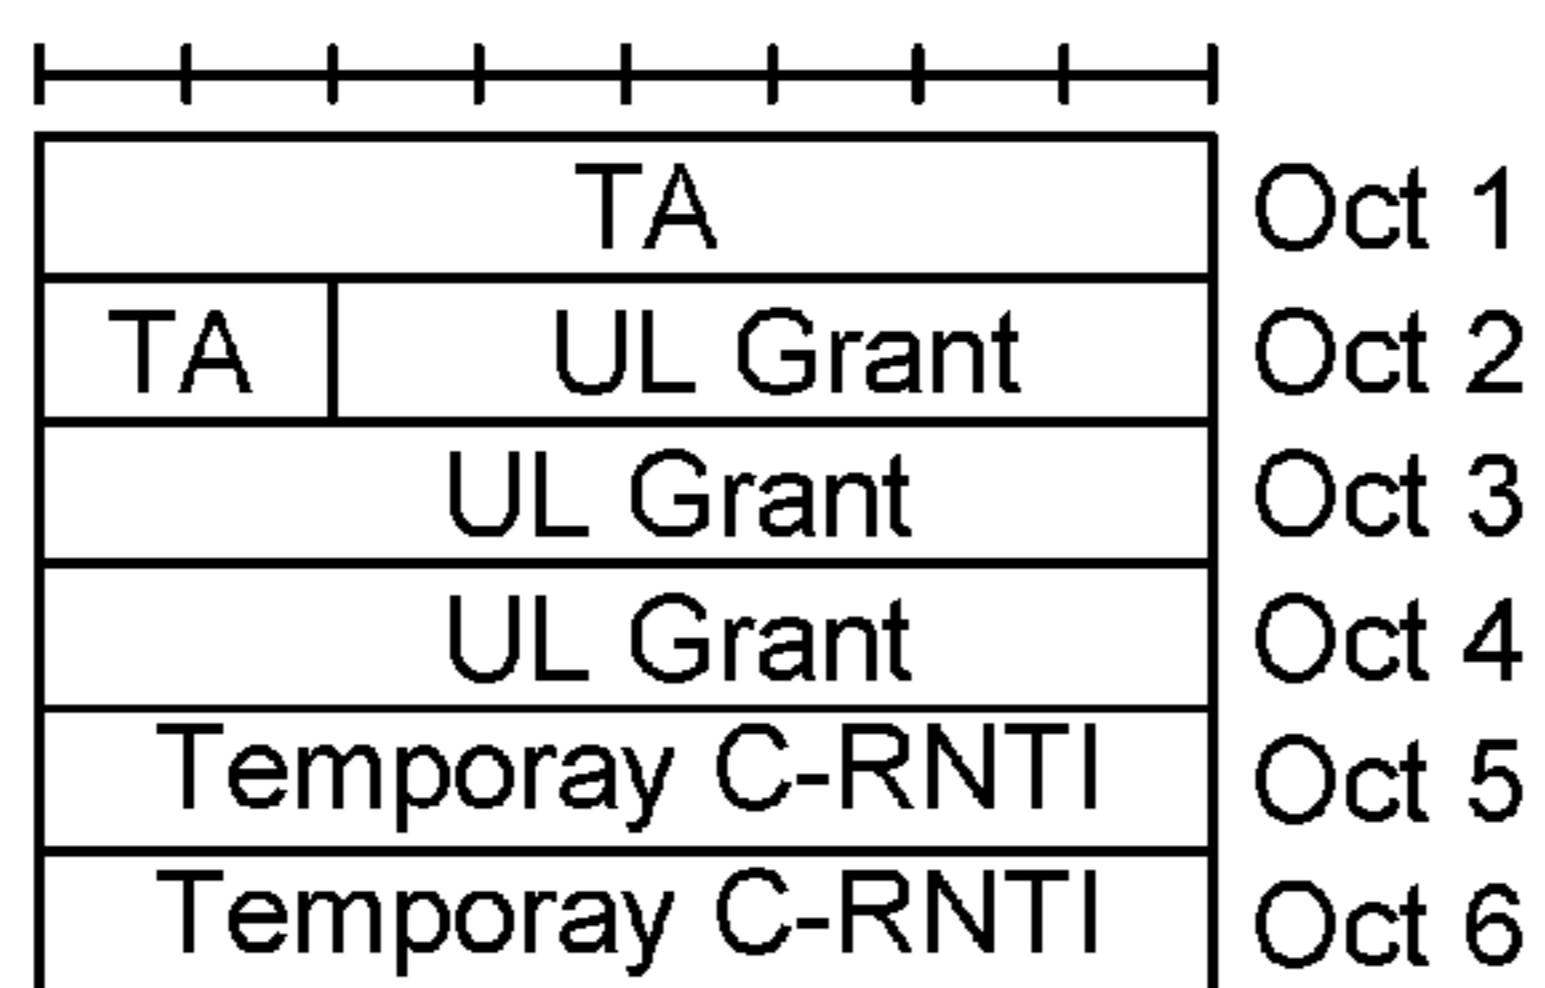 TA Oct 1
TA UL Grant Oct 2
UL Grant Oct 3
UL Grant Oct 4
Temporay C-RNTI Oct 5
Temporay C-RNTI Oct 6